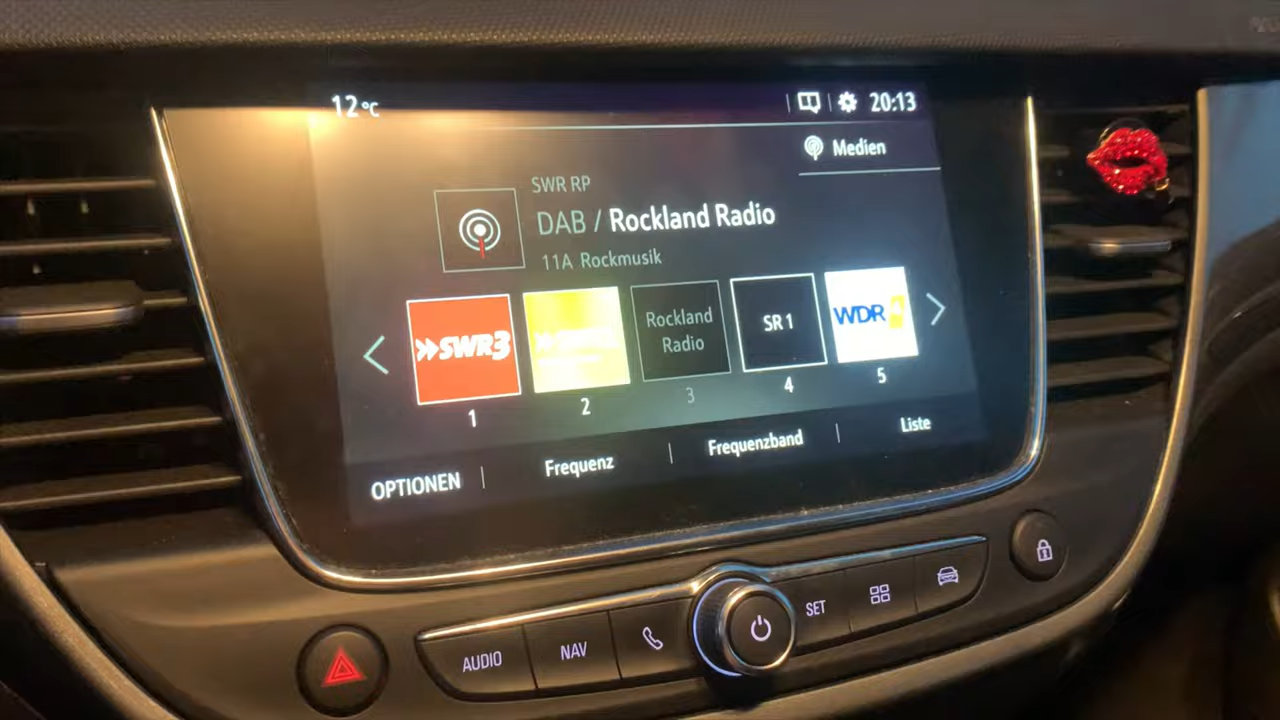 12 °C
20:13
Medien
SWR RP
DAB / Rockland Radio
11A Rockmusik
SWR3
Rockland
Radio
SR 1
WDR 4
1
2
3
4
5
OPTIONEN
Frequenz
Frequenzband
Liste
AUDIO
NAV
SET